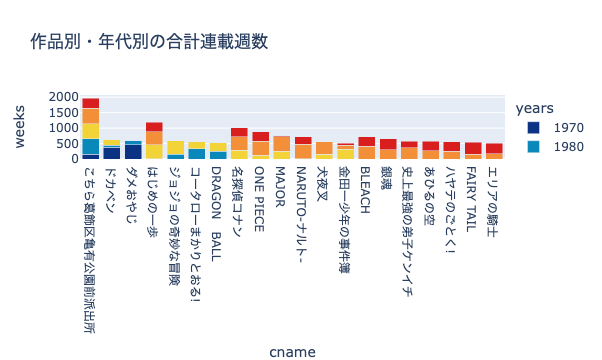 作品別・年代別の合計連載週数
weeks
2000
1500
1000
500
0
years
1970
1980
こちら葛飾区亀有公園前派出所
ドカベン
ダメおやじ
はじめの一歩
ジョジョの奇妙な冒険
コータローまかりとおる!
DRAGON BALL
名探偵コナン
ONE PIECE
MAJOR
NARUTO-ナルト-
犬夜叉
金田一少年の事件簿
BLEACH
銀魂
史上最強の弟子ケンイチ
あひるの空
ハヤテのごとく!
FAIRY TAIL
エリアの騎士
cname